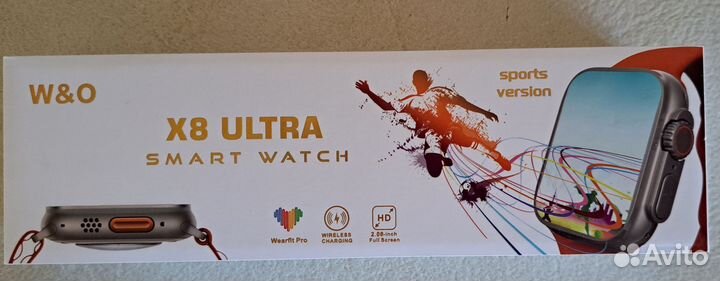 W&O
X8 ULTRA
SMART WATCH
sports
version
Wearfit Pro
WIRELESS
CHARGING
HD
2.08-inch
Full Screen
Avito